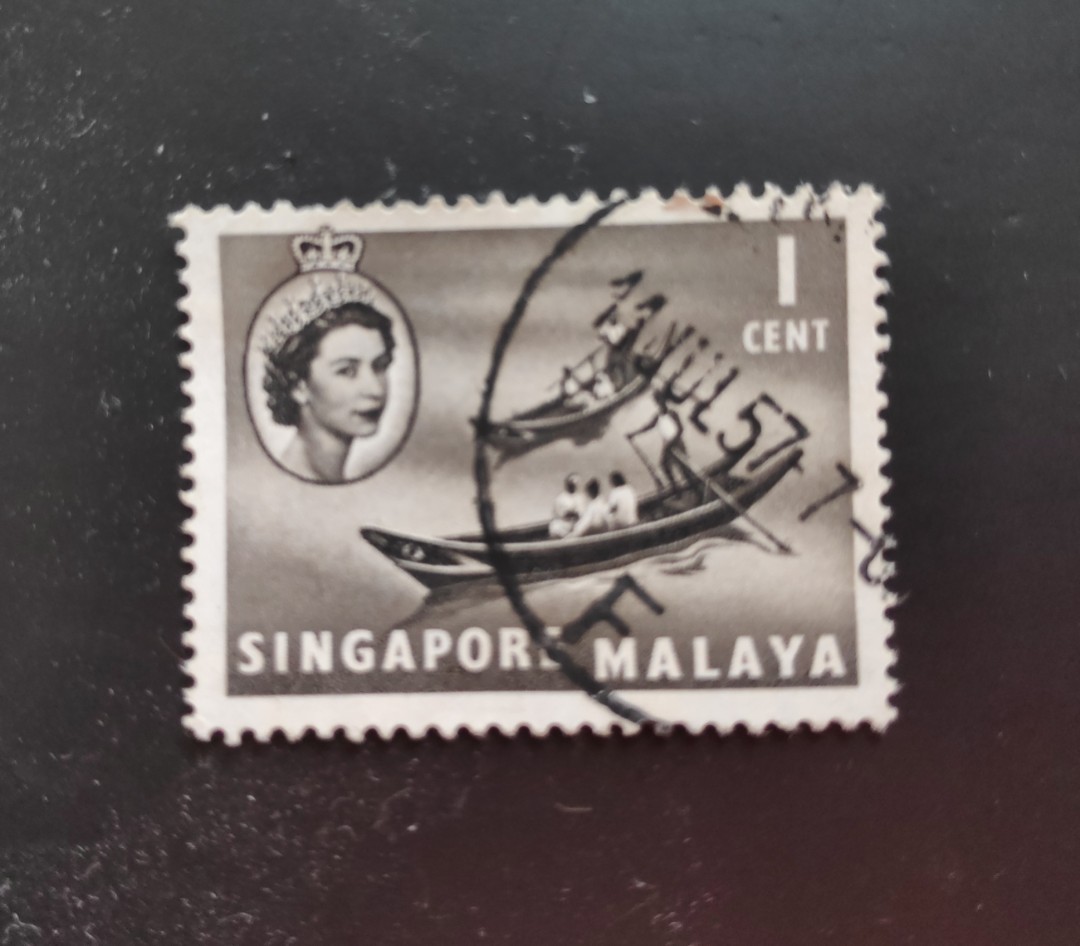 1
CENT
JUL 57
SINGAPORE MALAYA